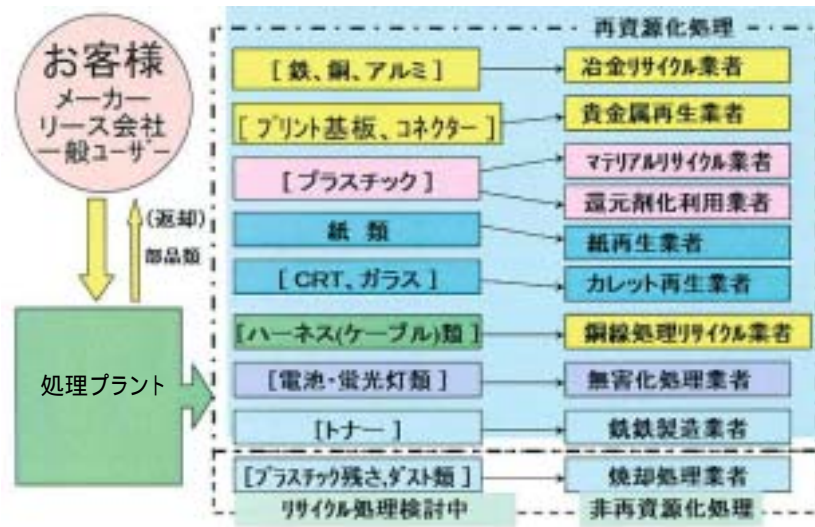 再資源化処理
お客様
メーカー
リース会社
一般ユーザー
(返却)
部品類
処理プラント
[鉄、銅、アルミ]
冶金リサイクル業者
[プリント基板、コネクター]
貴金属再生業者
[プラスチック]
マテリアルリサイクル業者
還元剤化利用業者
紙類
紙再生業者
[CRT、ガラス]
カレット再生業者
[ハーネス(ケーブル)類]
銅線処理リサイクル業者
[電池・蛍光灯類]
無害化処理業者
[トナー]
銑鉄製造業者
[プラスチック残さ,ダスト類]
焼却処理業者
リサイクル処理検討中
非再資源化処理